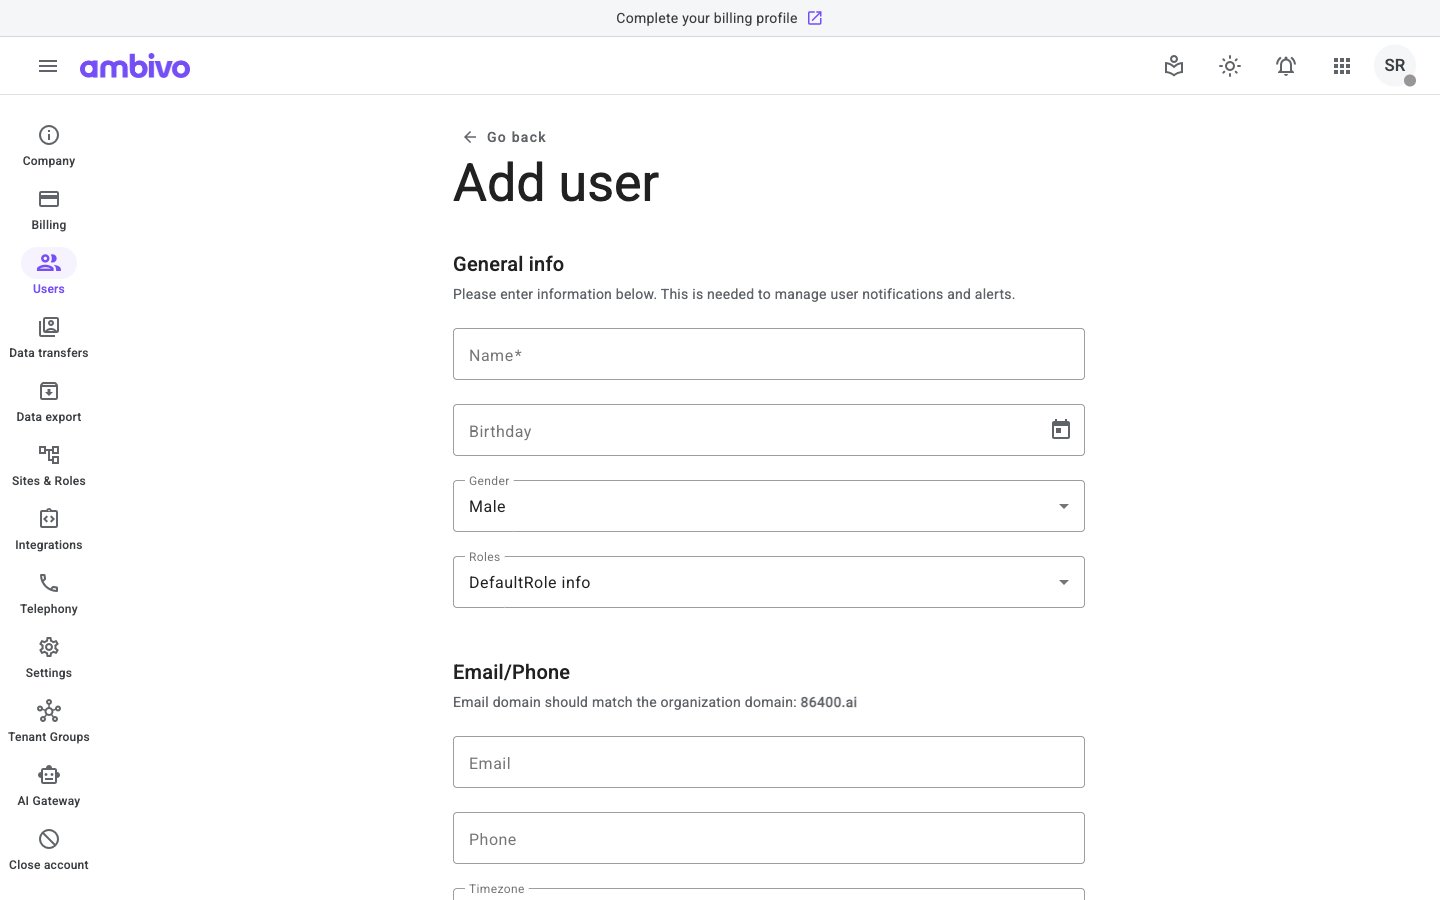 Complete your billing profile
ambivo
SR
Company
Billing
Users
Data transfers
Data export
Sites & Roles
Integrations
Telephony
Settings
Tenant Groups
AI Gateway
Close account
Go back
Add user
General info
Please enter information below. This is needed to manage user notifications and alerts.
Name*
Birthday
Gender
Male
Roles
DefaultRole info
Email/Phone
Email domain should match the organization domain: 86400.ai
Email
Phone
Timezone